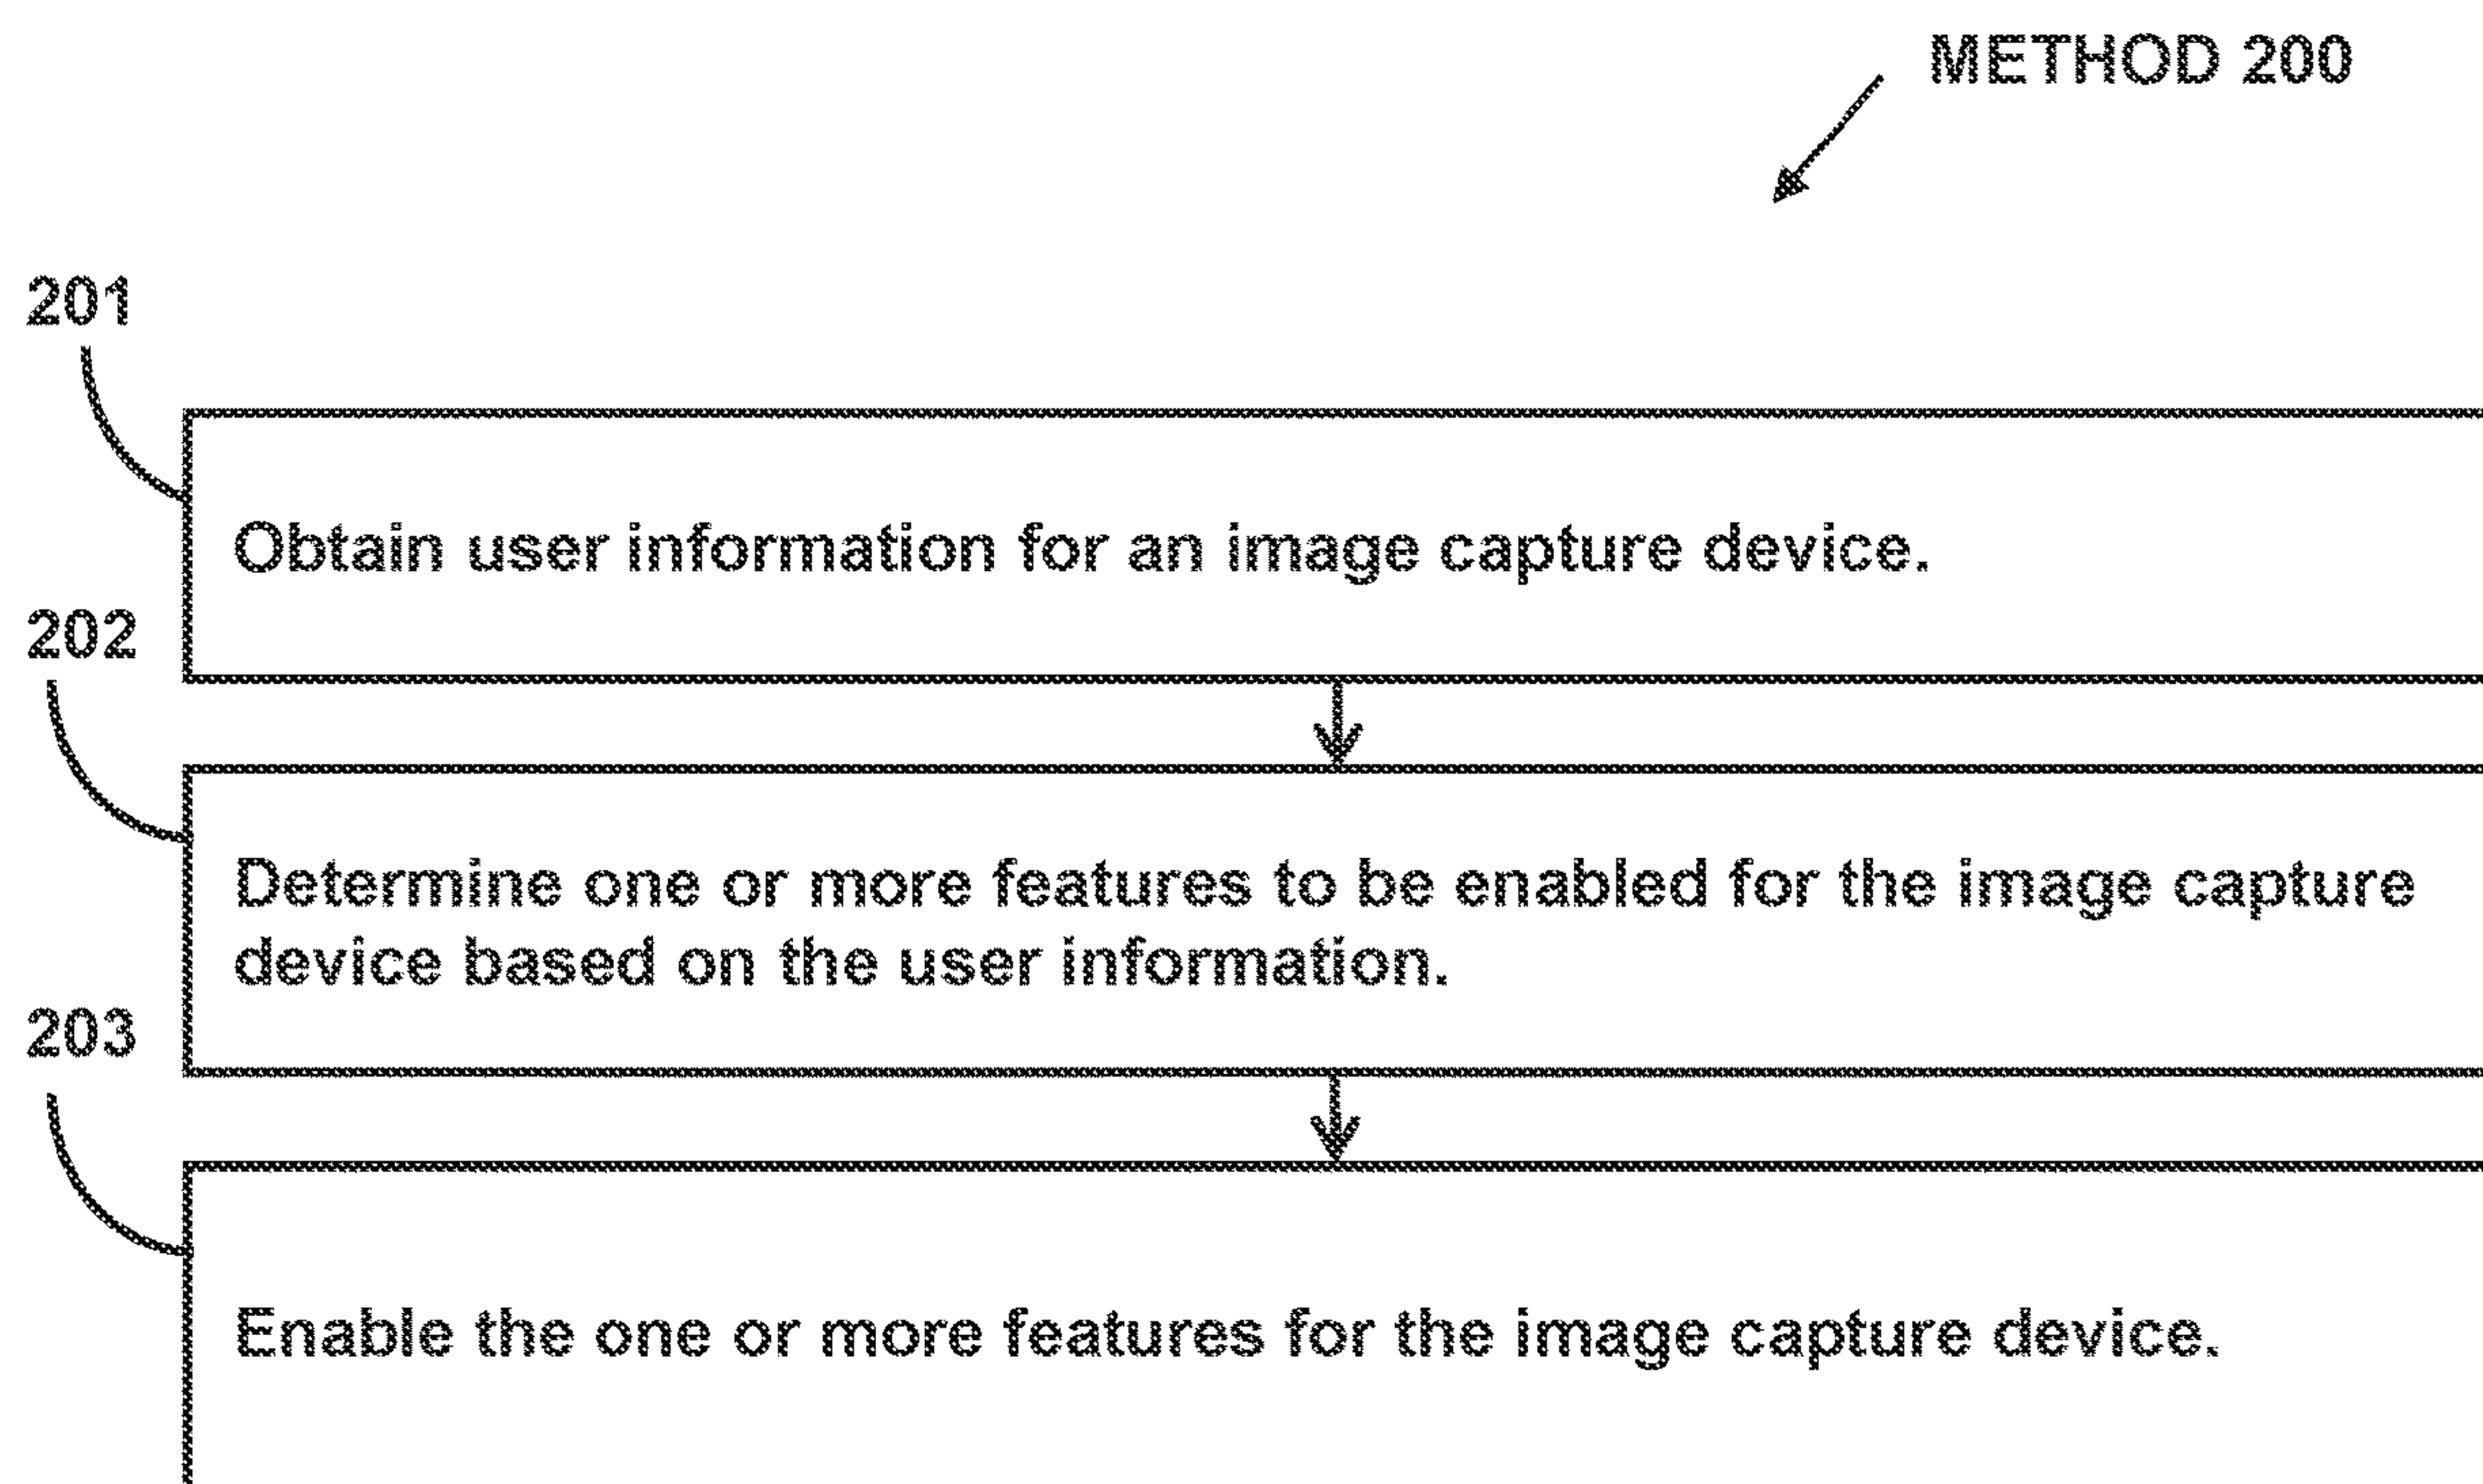 METHOD 200
201
Obtain user information for an image capture device.
202
Determine one or more features to be enabled for the image capture
device based on the user information.
203
Enable the one or more features for the image capture device.